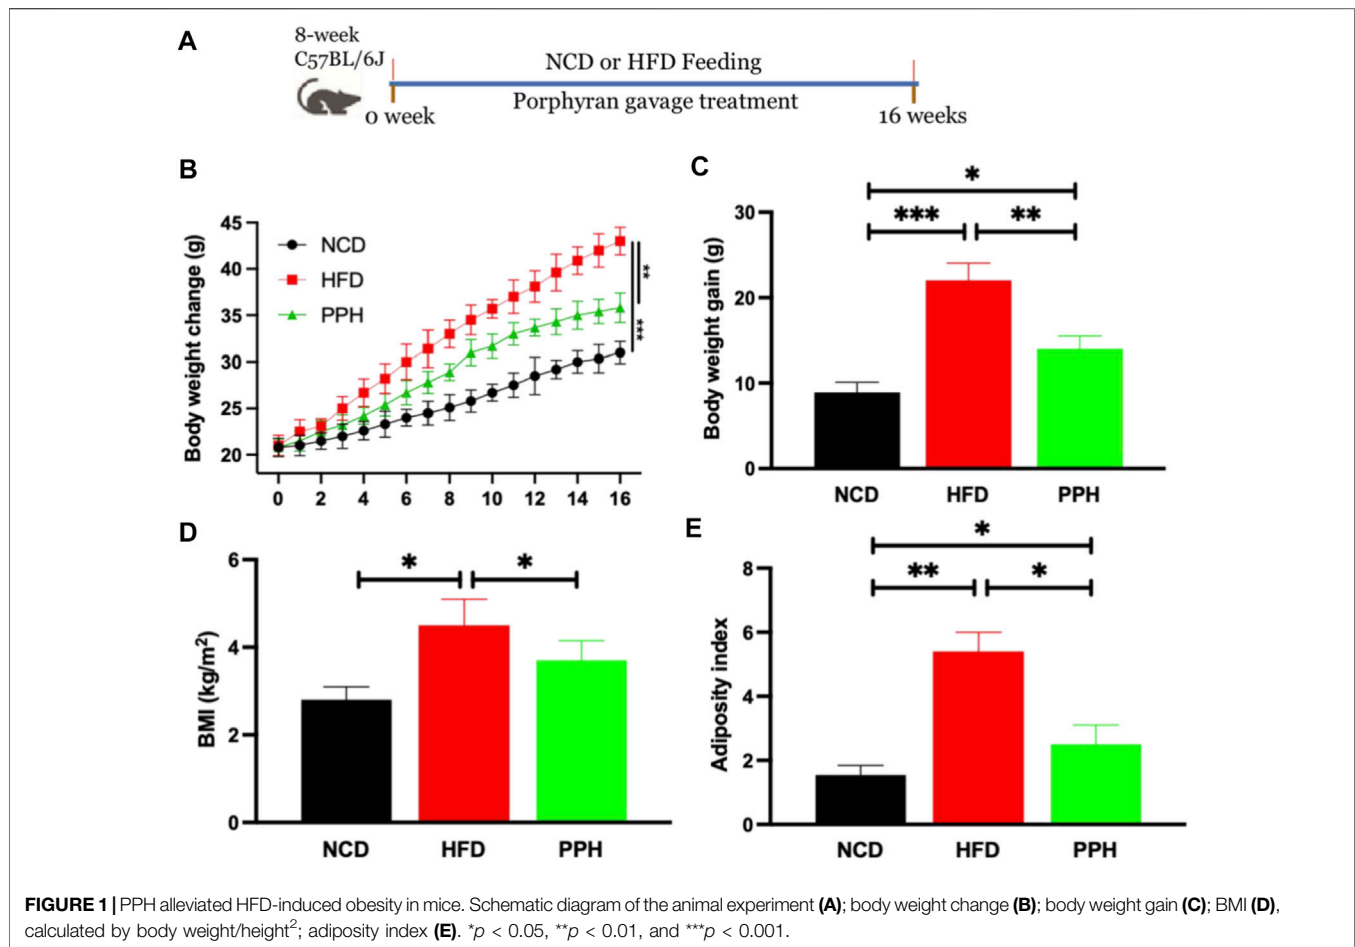 A
8-week
C57BL/6J
NCD or HFD Feeding
Porphyran gavage treatment
0 week
16 weeks
B
Body weight change (g)
45
40
35
30
25
20
NCD
HFD
PPH
**
***
0 2 4 6 8 10 12 14 16
C
Body weight gain (g)
30
20
10
0
*
*** **
NCD HFD PPH
D
BMI (kg/m²)
6
4
2
0
* *
NCD HFD PPH
E
Adiposity index
8
6
4
2
0
*
** *
NCD HFD PPH
FIGURE 1 | PPH alleviated HFD-induced obesity in mice. Schematic diagram of the animal experiment (A); body weight change (B); body weight gain (C); BMI (D),
calculated by body weight/height²; adiposity index (E). *p < 0.05, **p < 0.01, and ***p < 0.001.